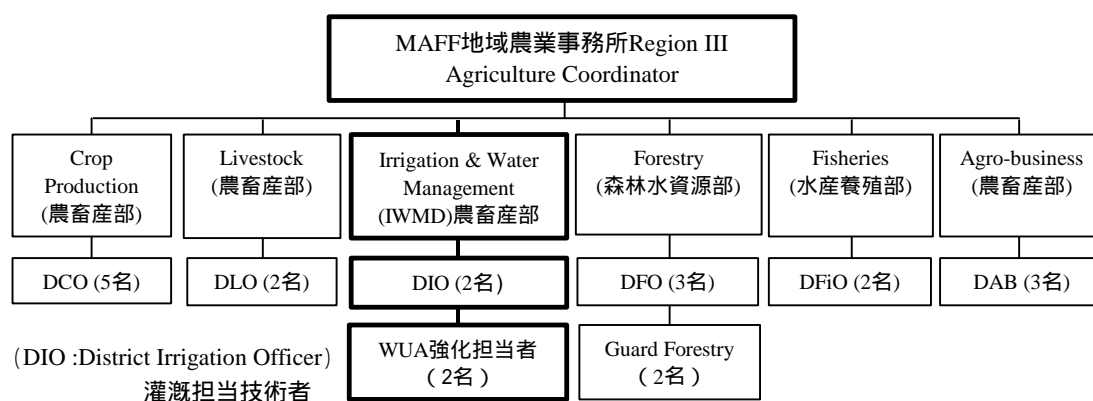 MAFF地域農業事務所Region III
Agriculture Coordinator
Crop
Production
(農畜産部)
Livestock
(農畜産部)
Irrigation & Water
Management
(IWMD)農畜産部
Forestry
(森林水資源部)
Fisheries
(水産養殖部)
Agro-business
(農畜産部)
DCO (5名)
DLO (2名)
DIO (2名)
DFO (3名)
DFiO (2名)
DAB (3名)
WUA強化担当者
(2名)
Guard Forestry
(2名)
(DIO :District Irrigation Officer)
灌漑担当技術者